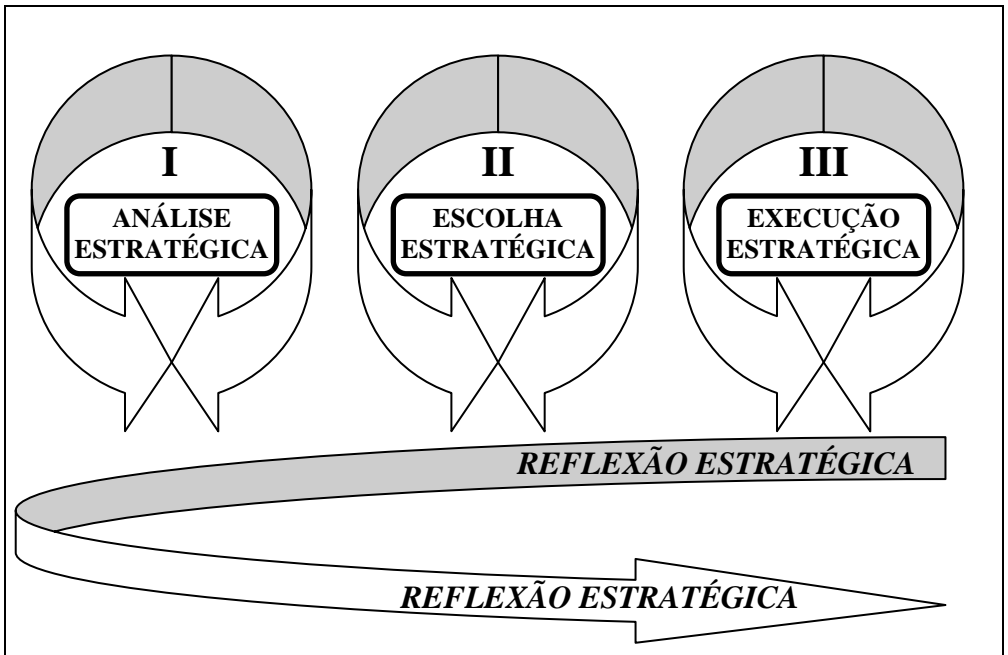 I
ANÁLISE
ESTRATÉGICA
II
ESCOLHA
ESTRATÉGICA
III
EXECUÇÃO
ESTRATÉGICA
REFLEXÃO ESTRATÉGICA
REFLEXÃO ESTRATÉGICA